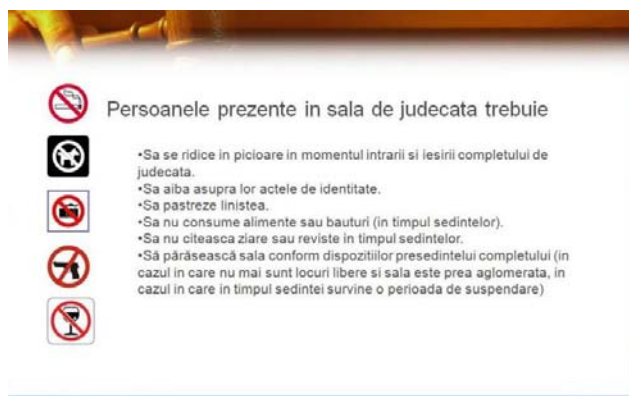 Persoanele prezente in sala de judecata trebuie
•Sa se ridice in picioare in momentul intrarii si iesirii completului de
judecata.
•Sa aiba asupra lor actele de identitate.
•Sa pastreze linistea.
•Sa nu consume alimente sau bauturi (in timpul sedintelor).
•Sa nu citeasca ziare sau reviste in timpul sedintelor.
•Să părăsească sala conform dispozitiilor presedintelui completului (in
cazul in care nu mai sunt locuri libere si sala este prea aglomerata, in
cazul in care in timpul sedintei survine o perioada de suspendare)